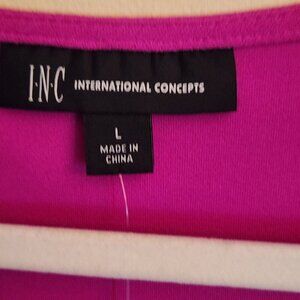 I·N·C INTERNATIONAL CONCEPTS
L
MADE IN
CHINA